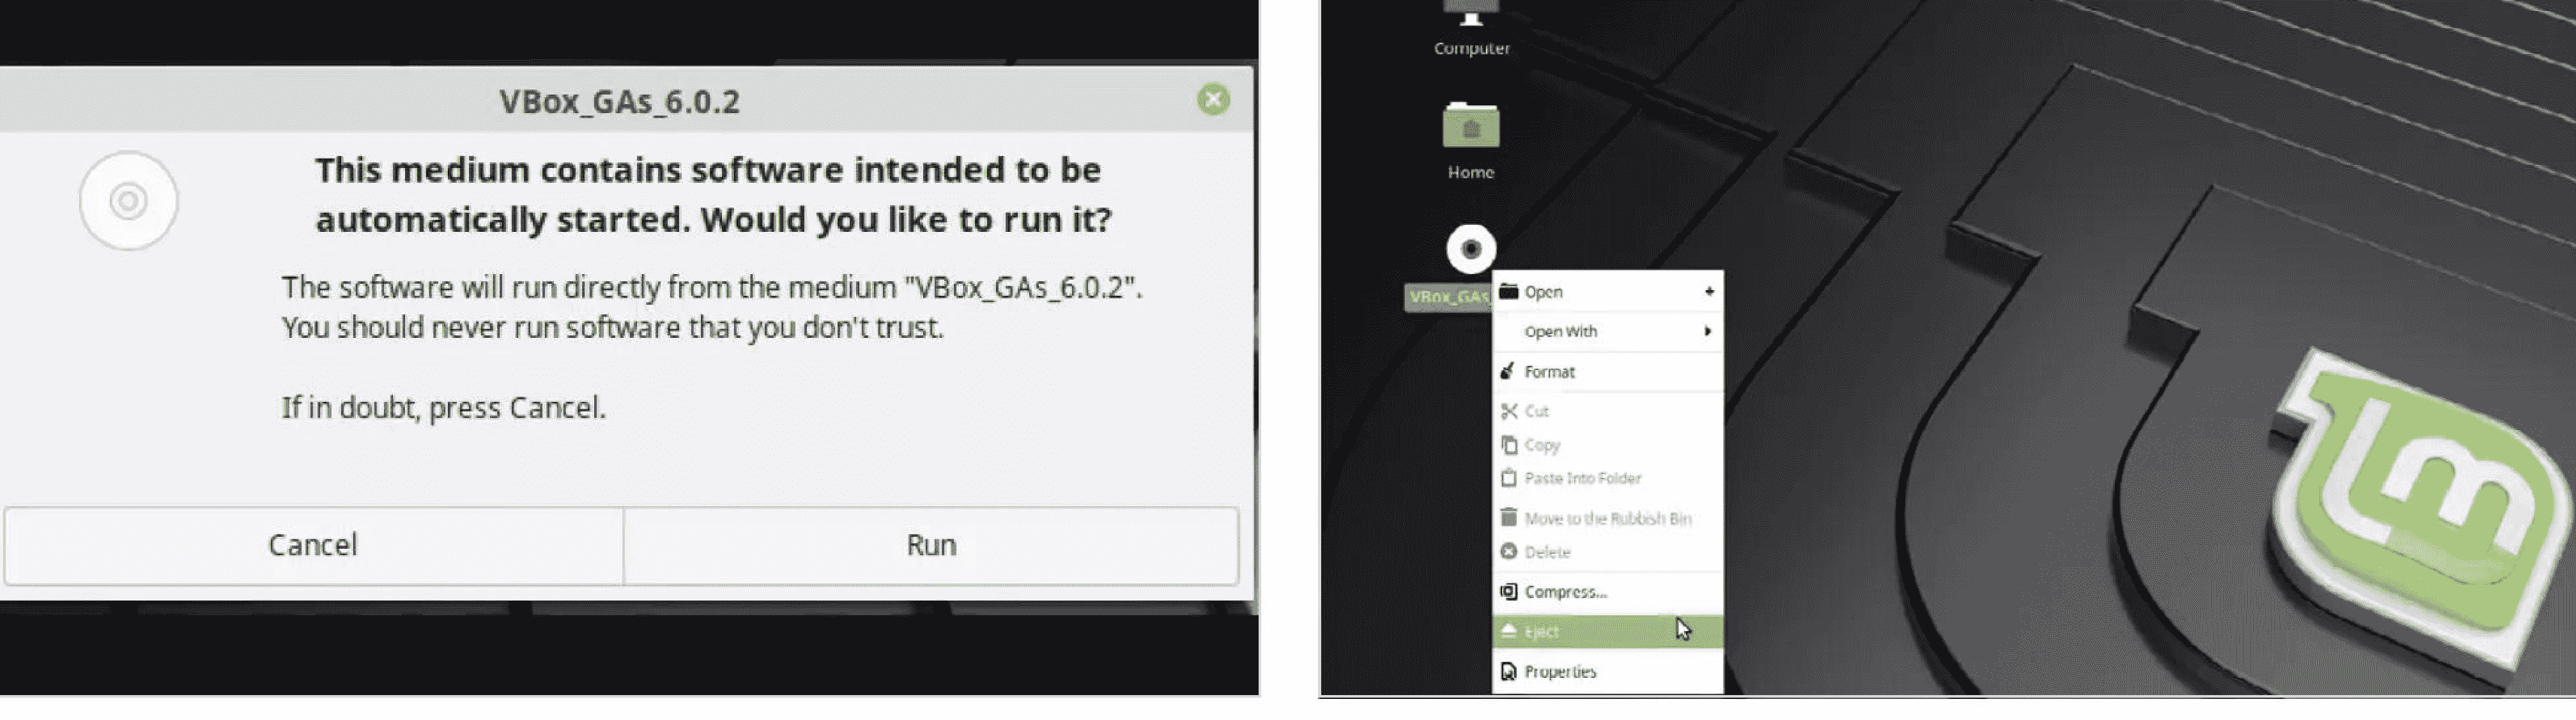 VBox_GAs_6.0.2
This medium contains software intended to be
automatically started. Would you like to run it?
The software will run directly from the medium "VBox_GAs_6.0.2".
You should never run software that you don't trust.
If in doubt, press Cancel.
Cancel
Run
Computer
Home
VBox_GAs
Open
Open With
Format
Cut
Copy
Paste Into Folder
Move to the Rubbish Bin
Delete
Compress...
Eject
Properties
lm